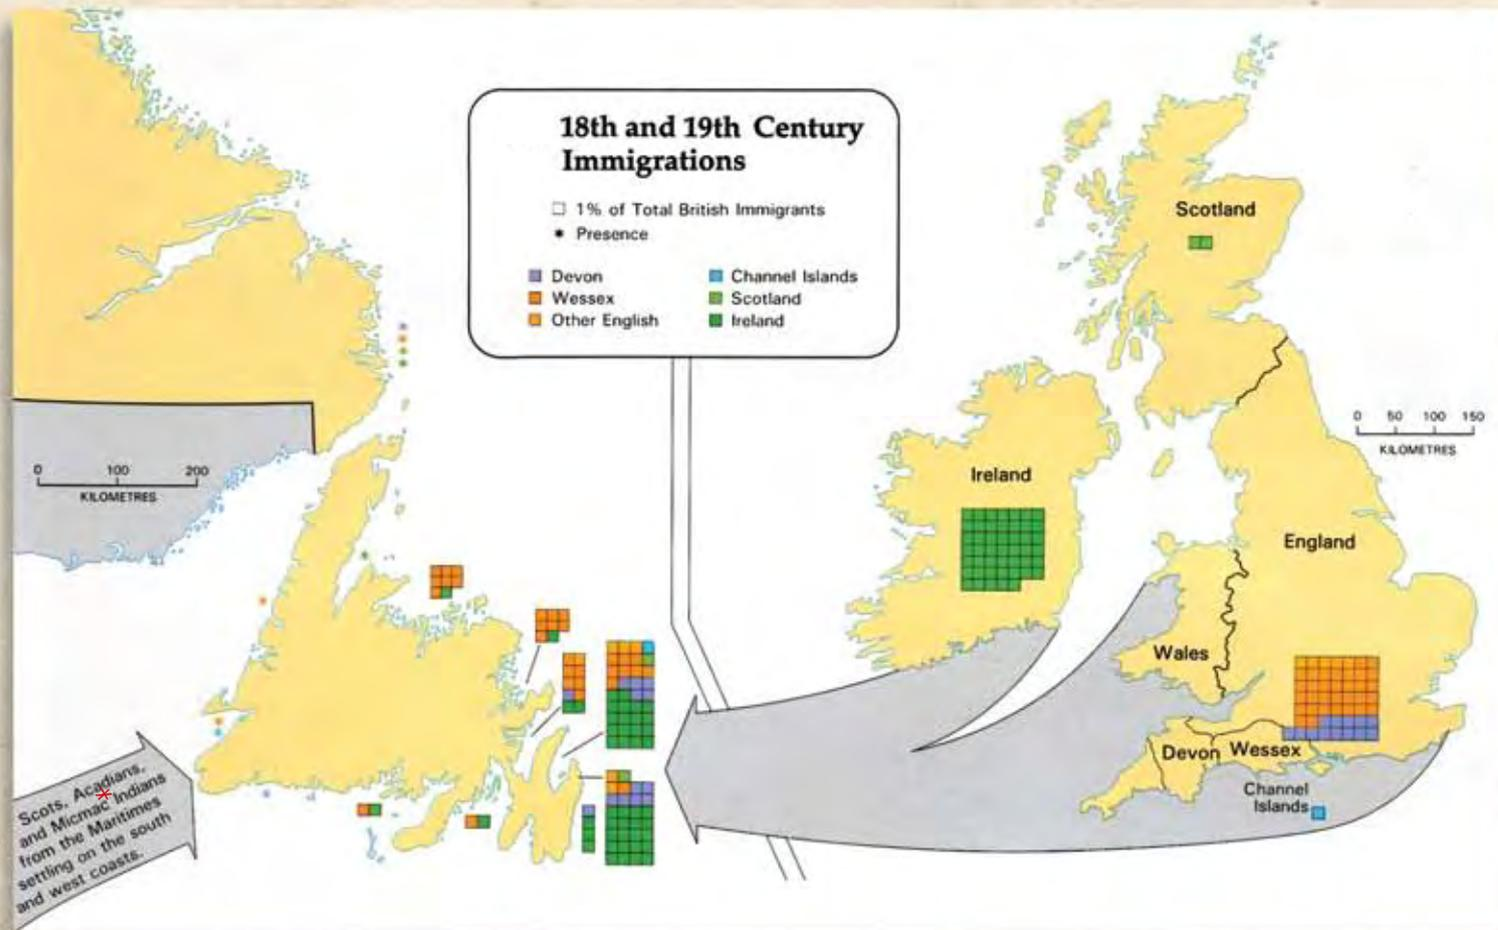 18th and 19th Century
Immigrations
1% of Total British Immigrants
Presence
Devon
Wessex
Other English
Channel Islands
Scotland
Ireland
Scotland
0 50 100 150
KILOMETRES
0 100 200
KILOMETRES
Ireland
England
Wales
Devon
Wessex
Channel
Islands
Scots, Acadians,
and Micmac Indians
from the Maritimes
settling on the south
and west coasts.